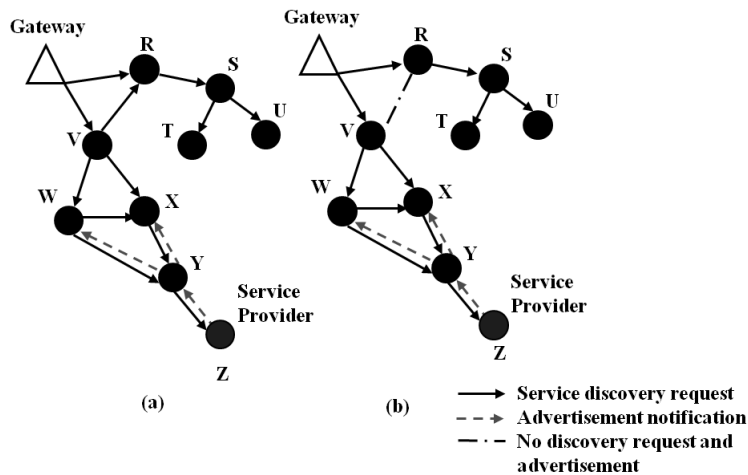 Gateway
R
S
T
U
V
W
X
Y
Service
Provider
Z
(a)
Gateway
R
S
T
U
V
W
X
Y
Service
Provider
Z
(b)
Service discovery request
Advertisement notification
No discovery request and
advertisement